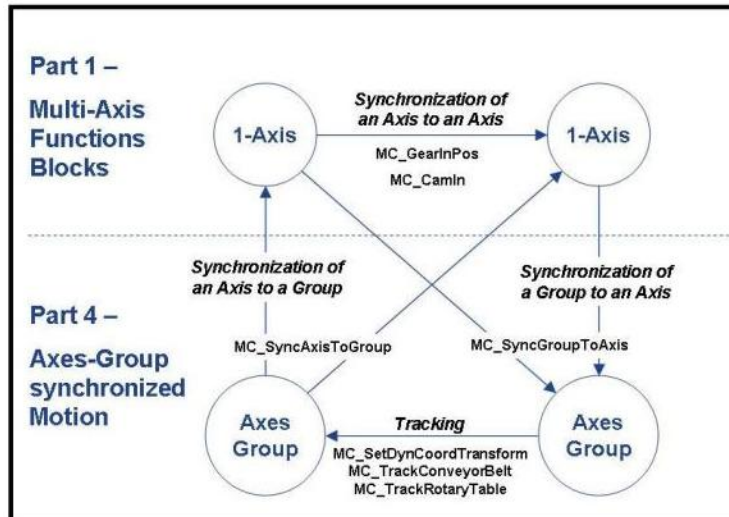 Part 1 –
Multi-Axis
Functions
Blocks
1-Axis
Synchronization of
an Axis to an Axis
MC_GearInPos
MC_CamIn
1-Axis
Synchronization of
an Axis to a Group
Synchronization of
a Group to an Axis
Part 4 –
Axes-Group
synchronized
Motion
MC_SyncAxisToGroup
MC_SyncGroupToAxis
Axes
Group
Tracking
MC_SetDynCoordTransform
MC_TrackConveyorBelt
MC_TrackRotaryTable
Axes
Group